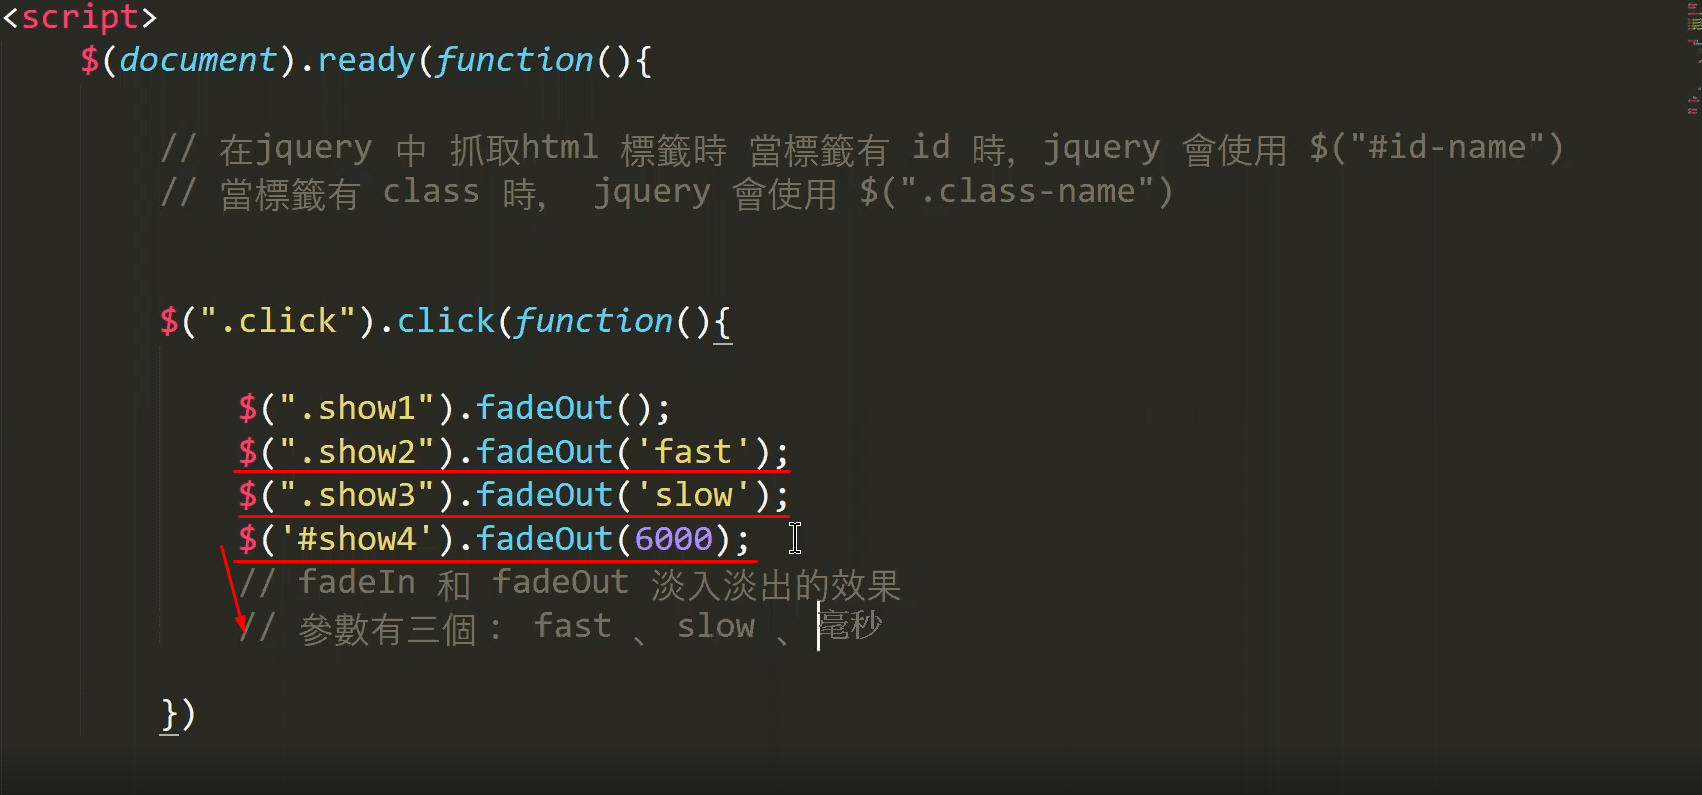 <script>
$(document).ready(function(){
// 在jquery 中 抓取html 標籤時 當標籤有 id 時, jquery 會使用 $("#id-name")
// 當標籤有 class 時, jquery 會使用 $(".class-name")
$(".click").click(function(){
$(".show1").fadeOut();
$(".show2").fadeOut('fast');
$(".show3").fadeOut('slow');
$('#show4').fadeOut(6000);
// fadeIn 和 fadeOut 淡入淡出的效果
// 參數有三個: fast 、 slow 、毫秒
})